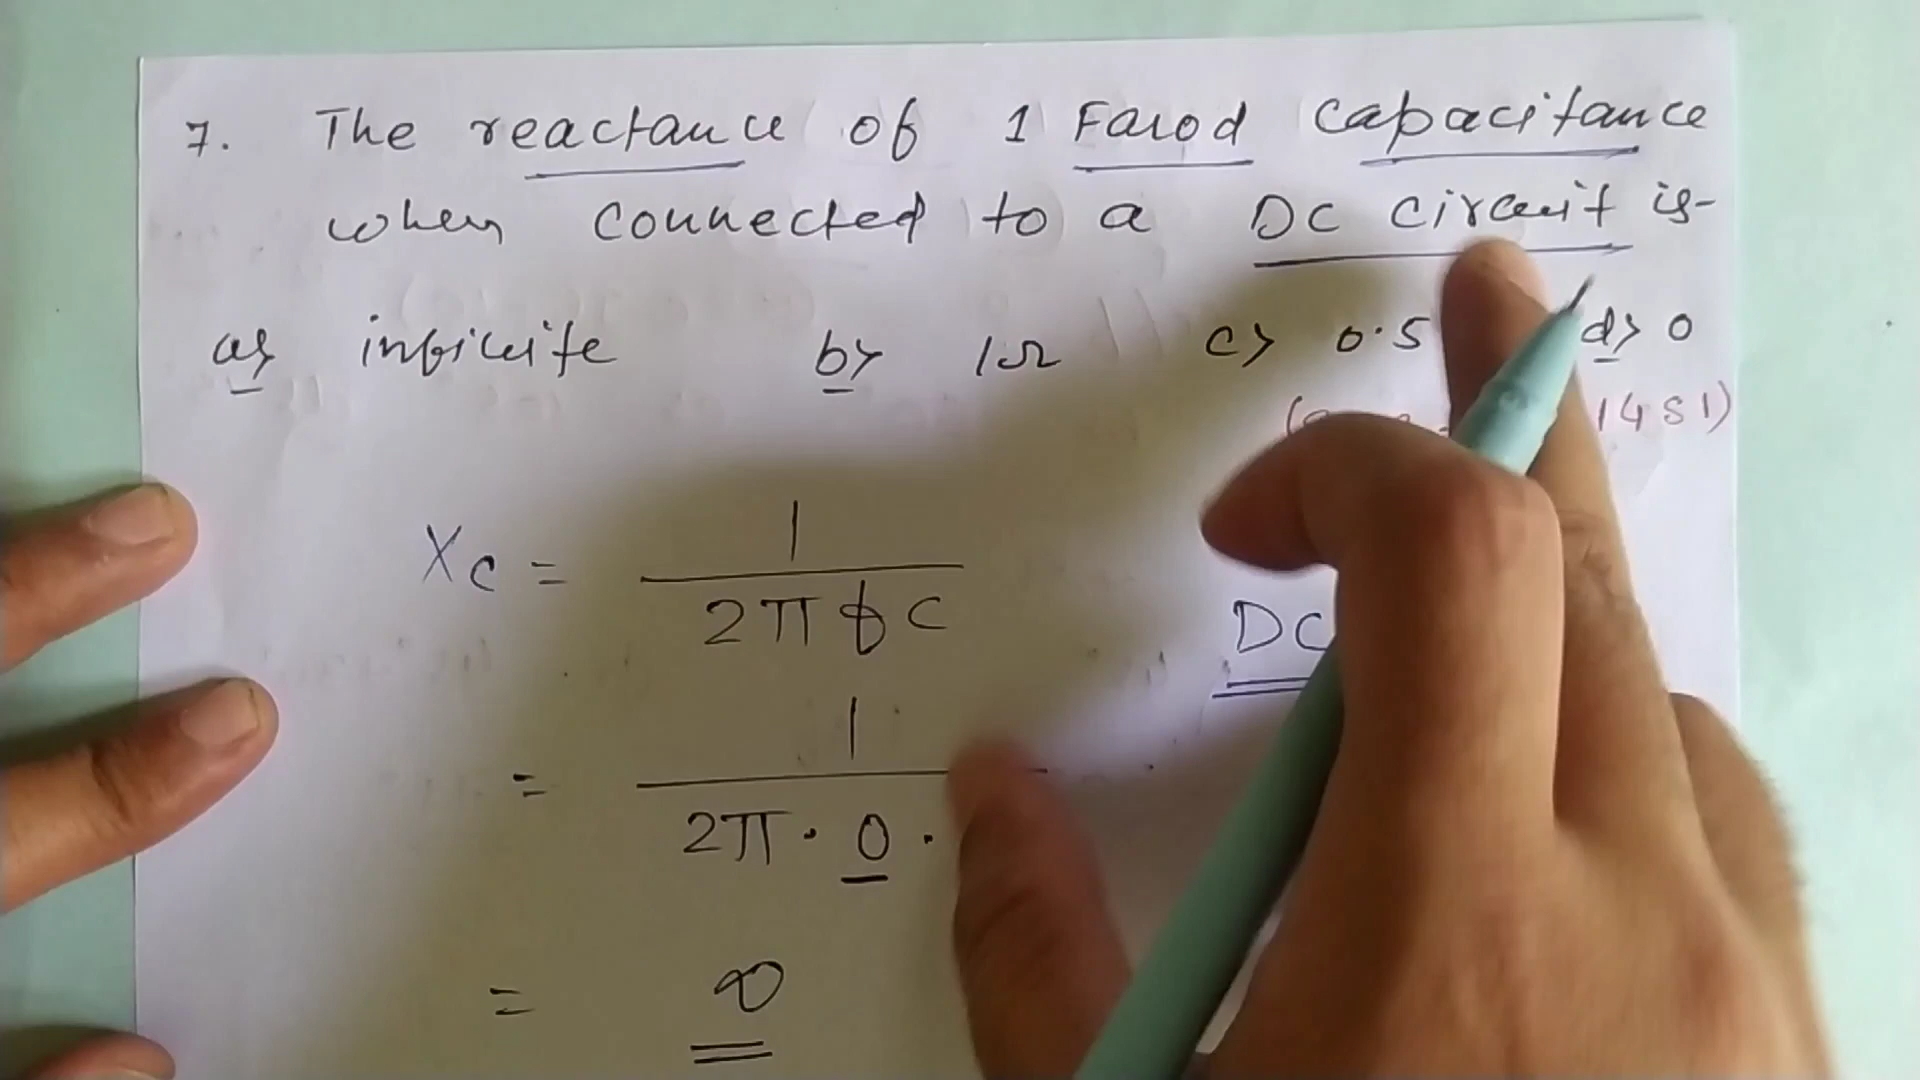 7. The reactance of 1 Farad capacitance
when connected to a DC circuit is-
a> infinite b> 1Ω c> 0.5 d> 0
1451)
Xc = 1
2πfC
DC
= 1
2π · 0 ·
= ∞